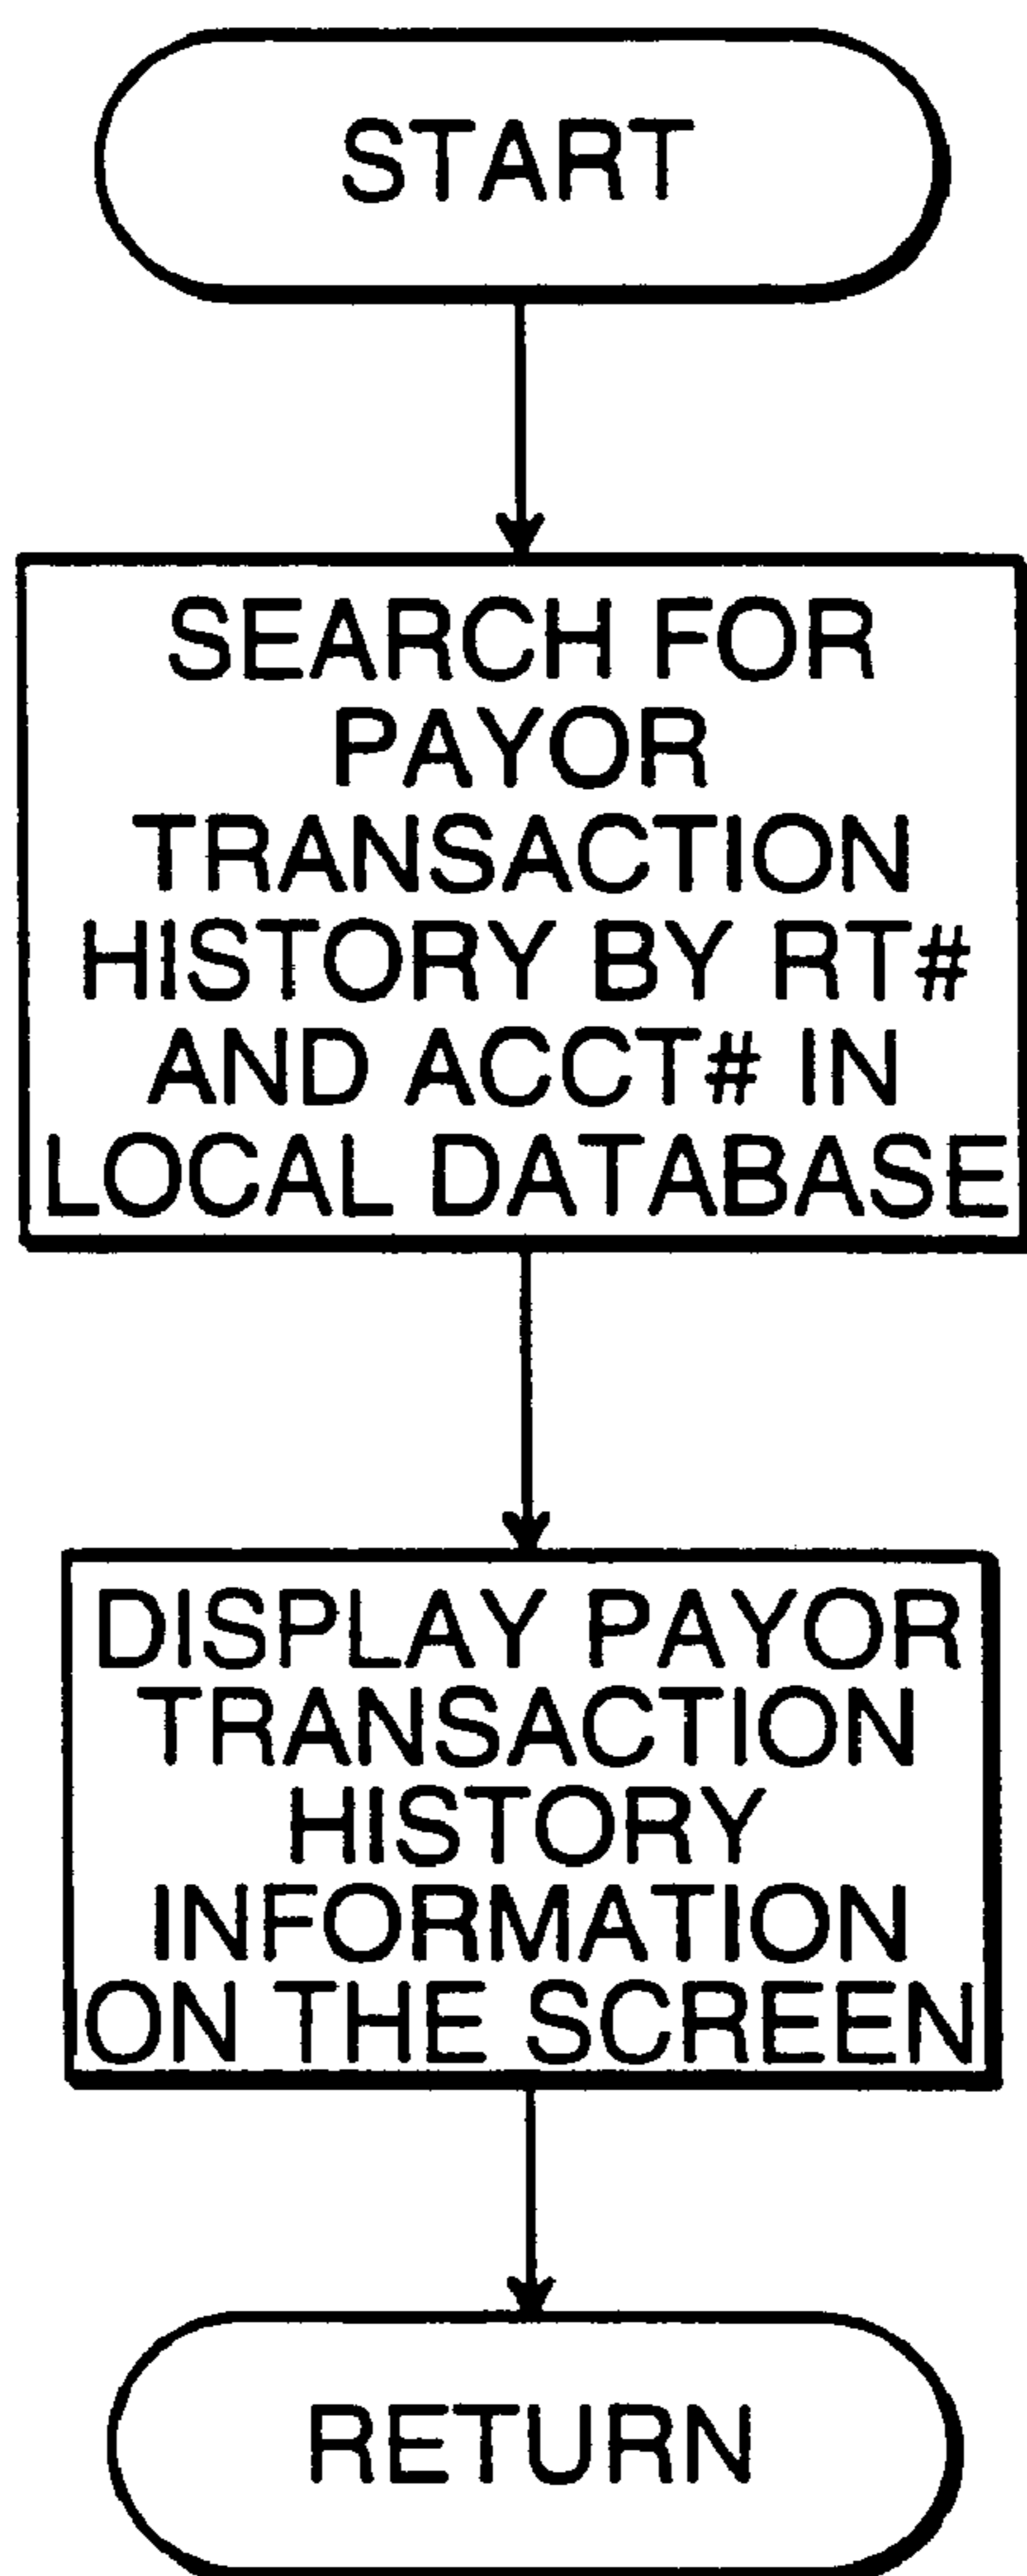 START
SEARCH FOR
PAYOR
TRANSACTION
HISTORY BY RT#
AND ACCT# IN
LOCAL DATABASE
DISPLAY PAYOR
TRANSACTION
HISTORY
INFORMATION
ON THE SCREEN
RETURN